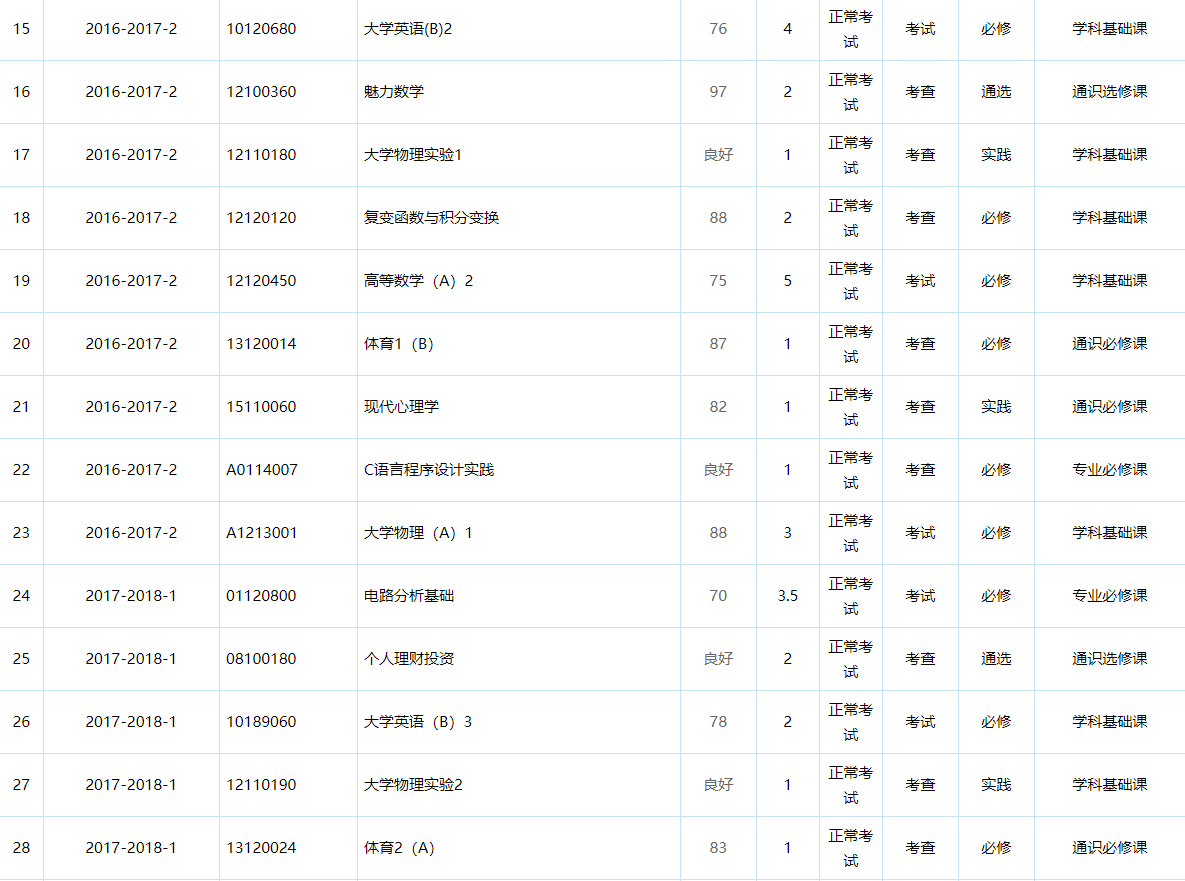 15 2016-2017-2 10120680 大学英语(B)2 76 4 正常考试 考试 必修 学科基础课
16 2016-2017-2 12100360 魅力数学 97 2 正常考试 考查 通选 通识选修课
17 2016-2017-2 12110180 大学物理实验1 良好 1 正常考试 考查 实践 学科基础课
18 2016-2017-2 12120120 复变函数与积分变换 88 2 正常考试 考查 必修 学科基础课
19 2016-2017-2 12120450 高等数学（A）2 75 5 正常考试 考试 必修 学科基础课
20 2016-2017-2 13120014 体育1（B） 87 1 正常考试 考查 必修 通识必修课
21 2016-2017-2 15110060 现代心理学 82 1 正常考试 考查 实践 通识必修课
22 2016-2017-2 A0114007 C语言程序设计实践 良好 1 正常考试 考查 必修 专业必修课
23 2016-2017-2 A1213001 大学物理（A）1 88 3 正常考试 考试 必修 学科基础课
24 2017-2018-1 01120800 电路分析基础 70 3.5 正常考试 考试 必修 专业必修课
25 2017-2018-1 08100180 个人理财投资 良好 2 正常考试 考查 通选 通识选修课
26 2017-2018-1 10189060 大学英语（B）3 78 2 正常考试 考试 必修 学科基础课
27 2017-2018-1 12110190 大学物理实验2 良好 1 正常考试 考查 实践 学科基础课
28 2017-2018-1 13120024 体育2（A） 83 1 正常考试 考查 必修 通识必修课